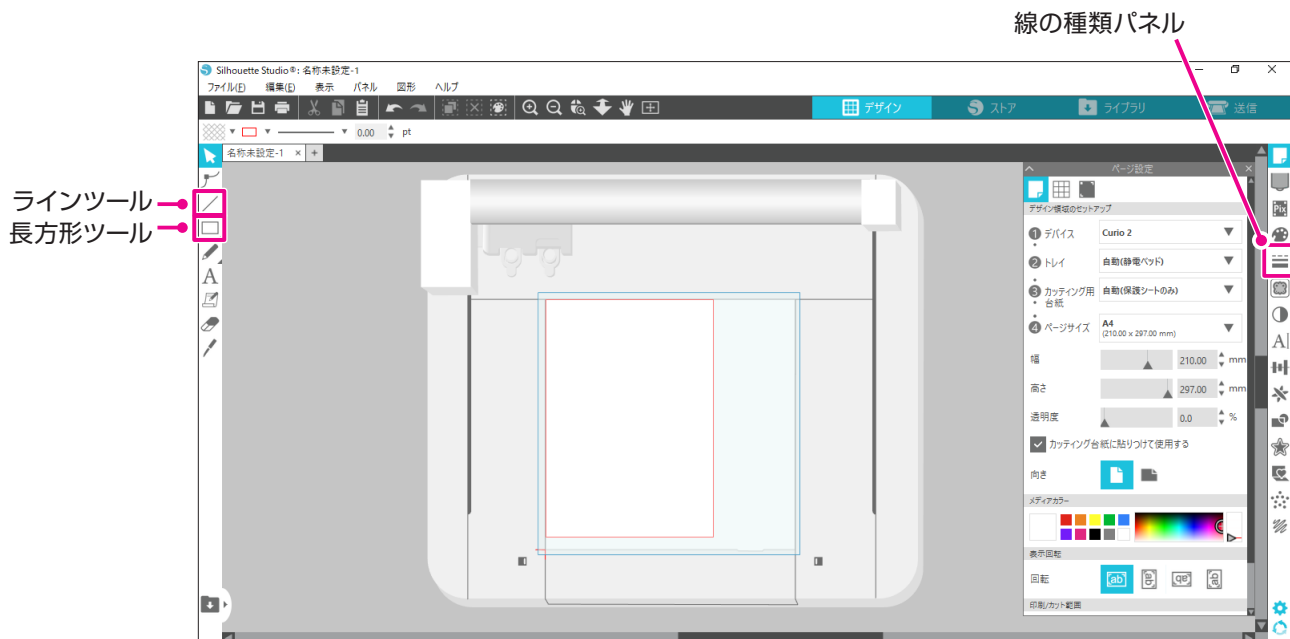 線の種類パネル
Silhouette Studio®: 名称未設定-1
ファイル(F) 編集(E) 表示 パネル 図形 ヘルプ
デザイン ストア ライブラリ 送信
0.00 pt
名称未設定-1 × +
ページ設定
ラインツール
長方形ツール
Pix
デザイン領域のセットアップ
1 デバイス Curio 2
2 トレイ 自動(静電ベッド)
3 カッティング用台紙 自動(保護シートのみ)
4 ページサイズ A4
(210.00 x 297.00 mm)
幅 210.00 mm
高さ 297.00 mm
透明度 0.0 %
カッティング台紙に貼りつけて使用する
向き
メディアカラー
表示回転
回転 ab ab ab ab
印刷/カット範囲
A
A